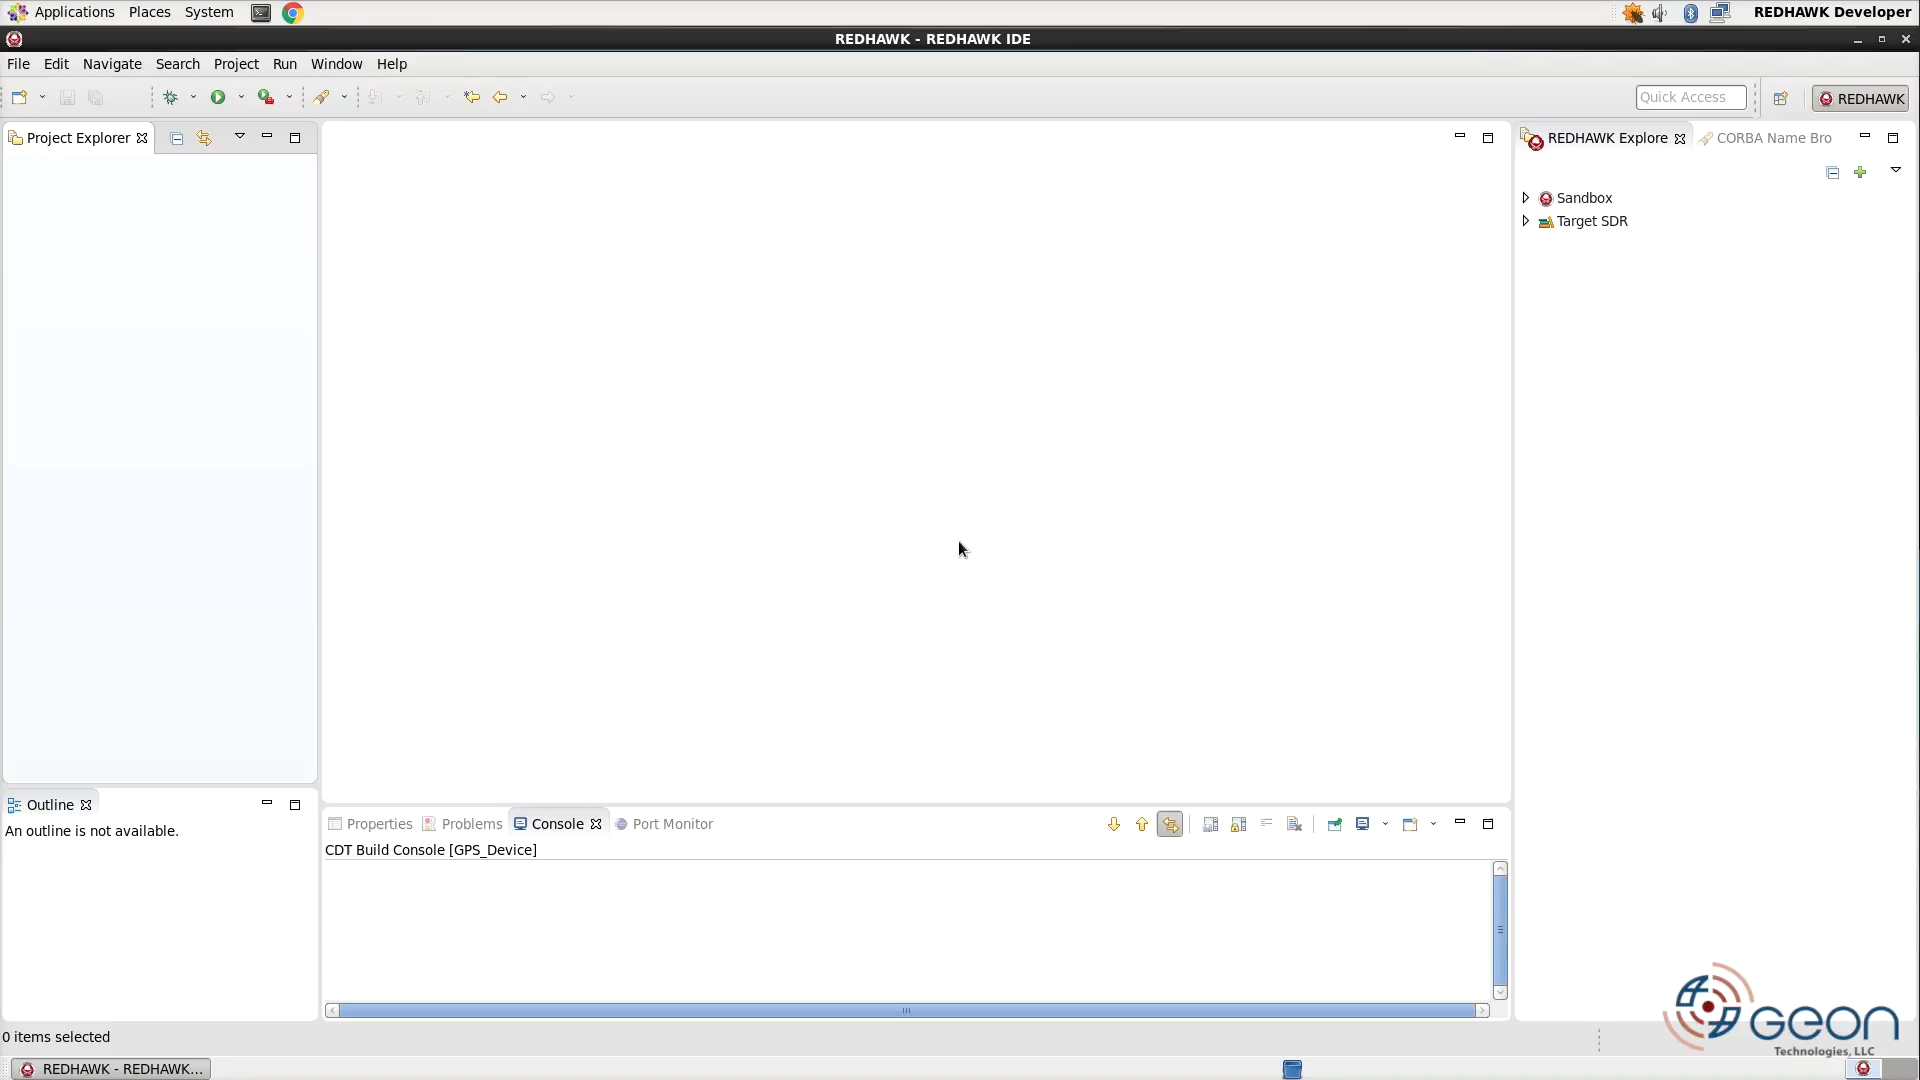 Applications Places System REDHAWK Developer
REDHAWK - REDHAWK IDE
File Edit Navigate Search Project Run Window Help
Quick Access REDHAWK
Project Explorer REDHAWK Explore CORBA Name Bro
Sandbox
Target SDR
Outline
An outline is not available.
Properties Problems Console Port Monitor
CDT Build Console [GPS_Device]
0 items selected
GEON
Technologies, LLC
REDHAWK - REDHAWK...